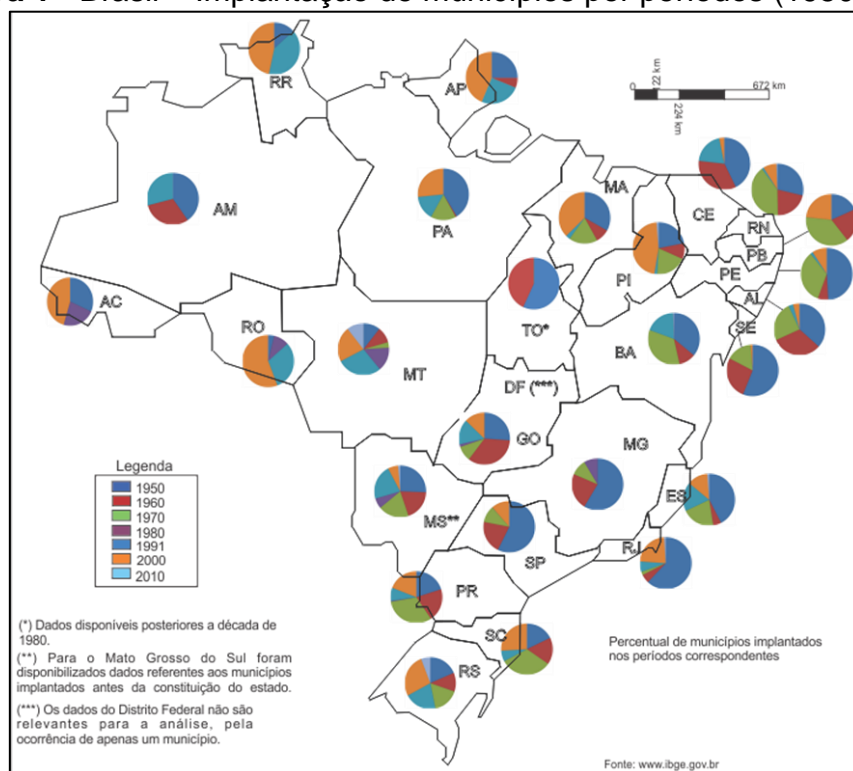 Brasil – Implantação de municípios por períodos
RR
AP
0
122 km
224 km
672 km
AM
PA
MA
CE
RN
PB
PE
AL
SE
PI
AC
RO
TO*
BA
MT
DF (***)
GO
MG
ES
MS**
SP
RJ
PR
SC
RS
Legenda
1950
1960
1970
1980
1991
2000
2010
(*) Dados disponíveis posteriores a década de
1980.
(**) Para o Mato Grosso do Sul foram
disponibilizados dados referentes aos municípios
implantados antes da constituição do estado.
(***) Os dados do Distrito Federal não são
relevantes para a análise, pela
ocorrência de apenas um município.
Percentual de municípios implantados
nos períodos correspondentes
Fonte: www.ibge.gov.br